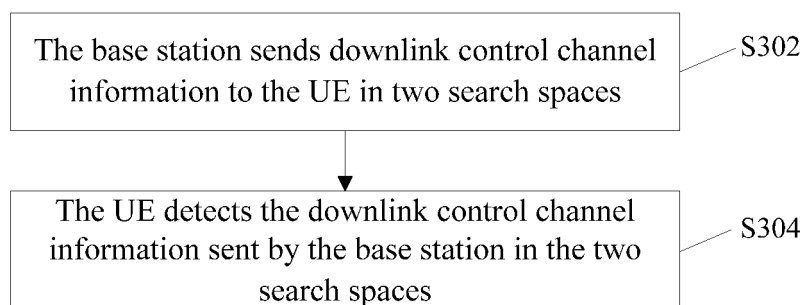 The base station sends downlink control channel
information to the UE in two search spaces
S302
The UE detects the downlink control channel
information sent by the base station in the two
search spaces
S304